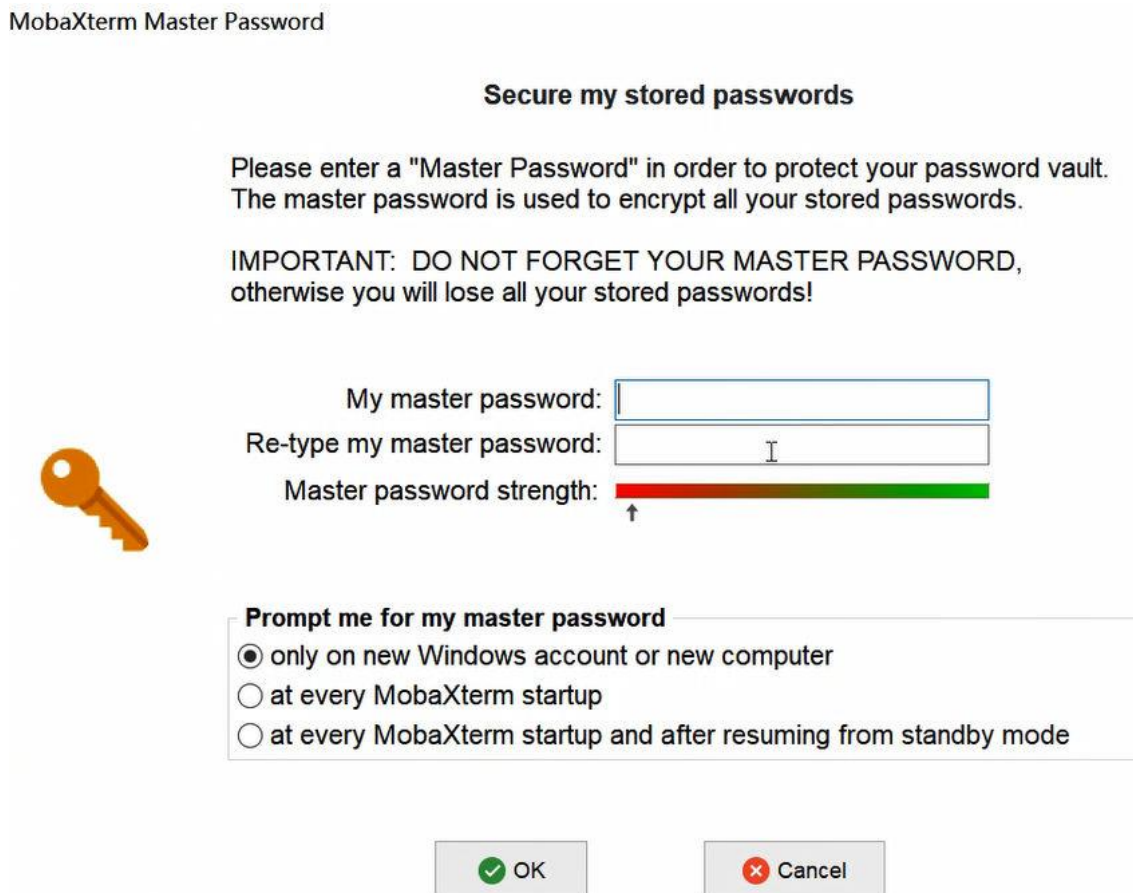 MobaXterm Master Password
Secure my stored passwords
Please enter a "Master Password" in order to protect your password vault.
The master password is used to encrypt all your stored passwords.
IMPORTANT:  DO NOT FORGET YOUR MASTER PASSWORD,
otherwise you will lose all your stored passwords!
My master password:
Re-type my master password:
Master password strength:
Prompt me for my master password
only on new Windows account or new computer
at every MobaXterm startup
at every MobaXterm startup and after resuming from standby mode
OK Cancel